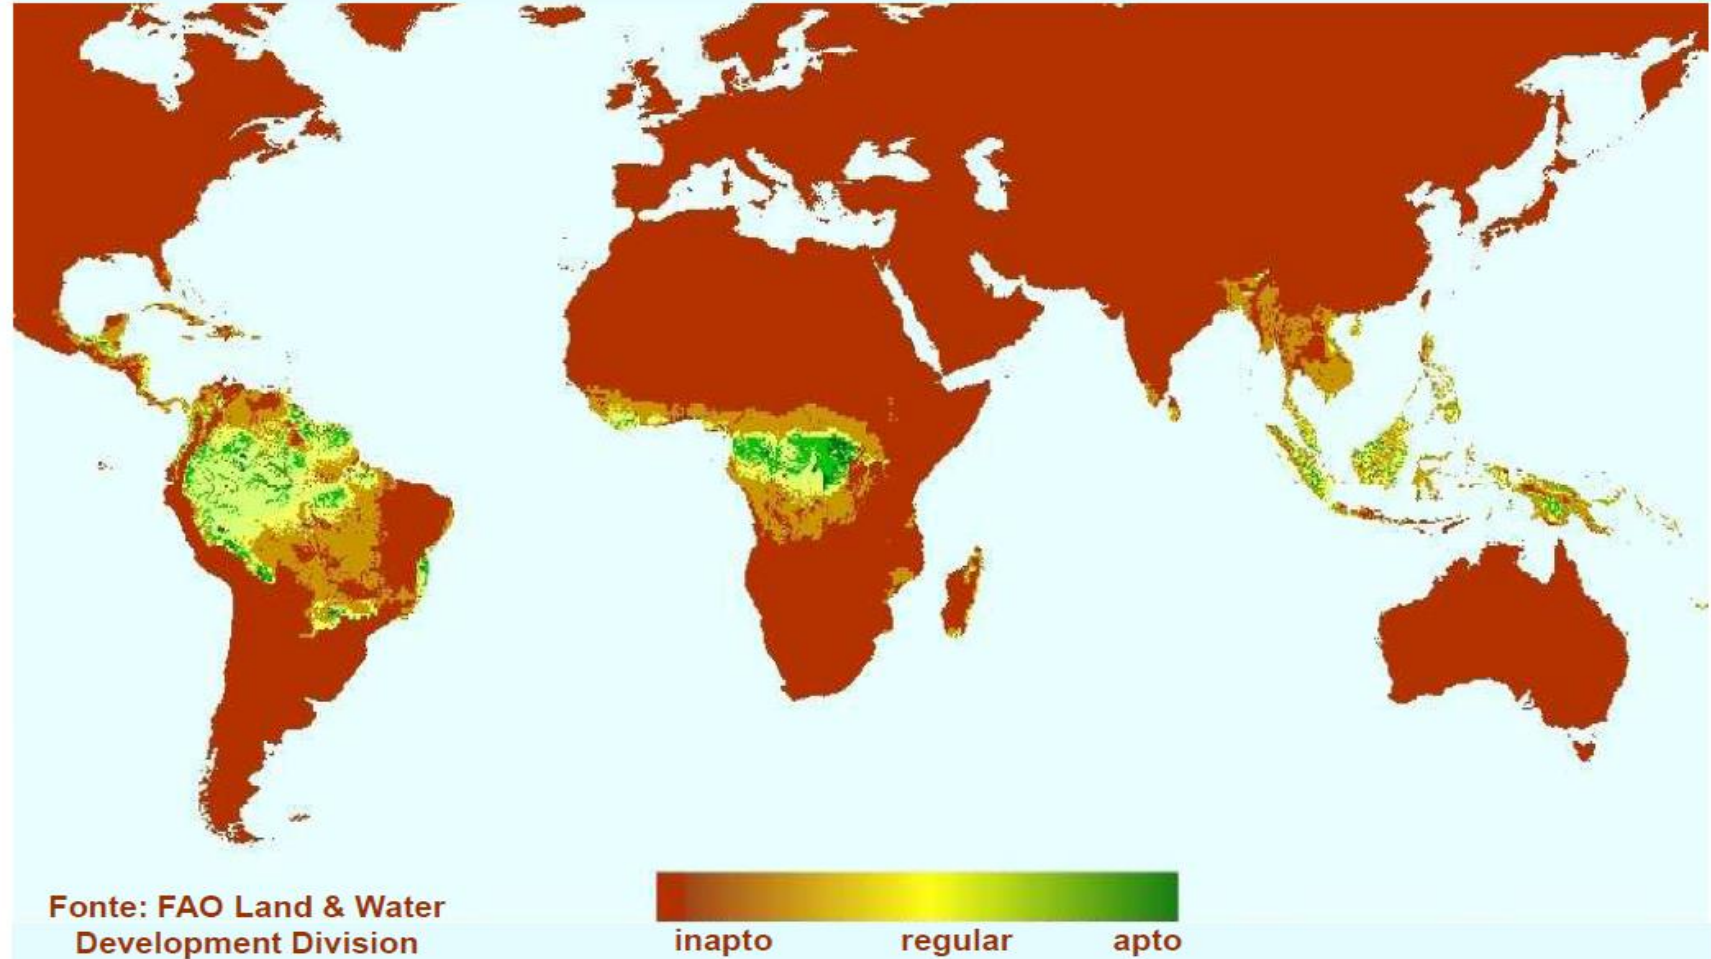 Fonte: FAO Land & Water
Development Division
inapto regular apto